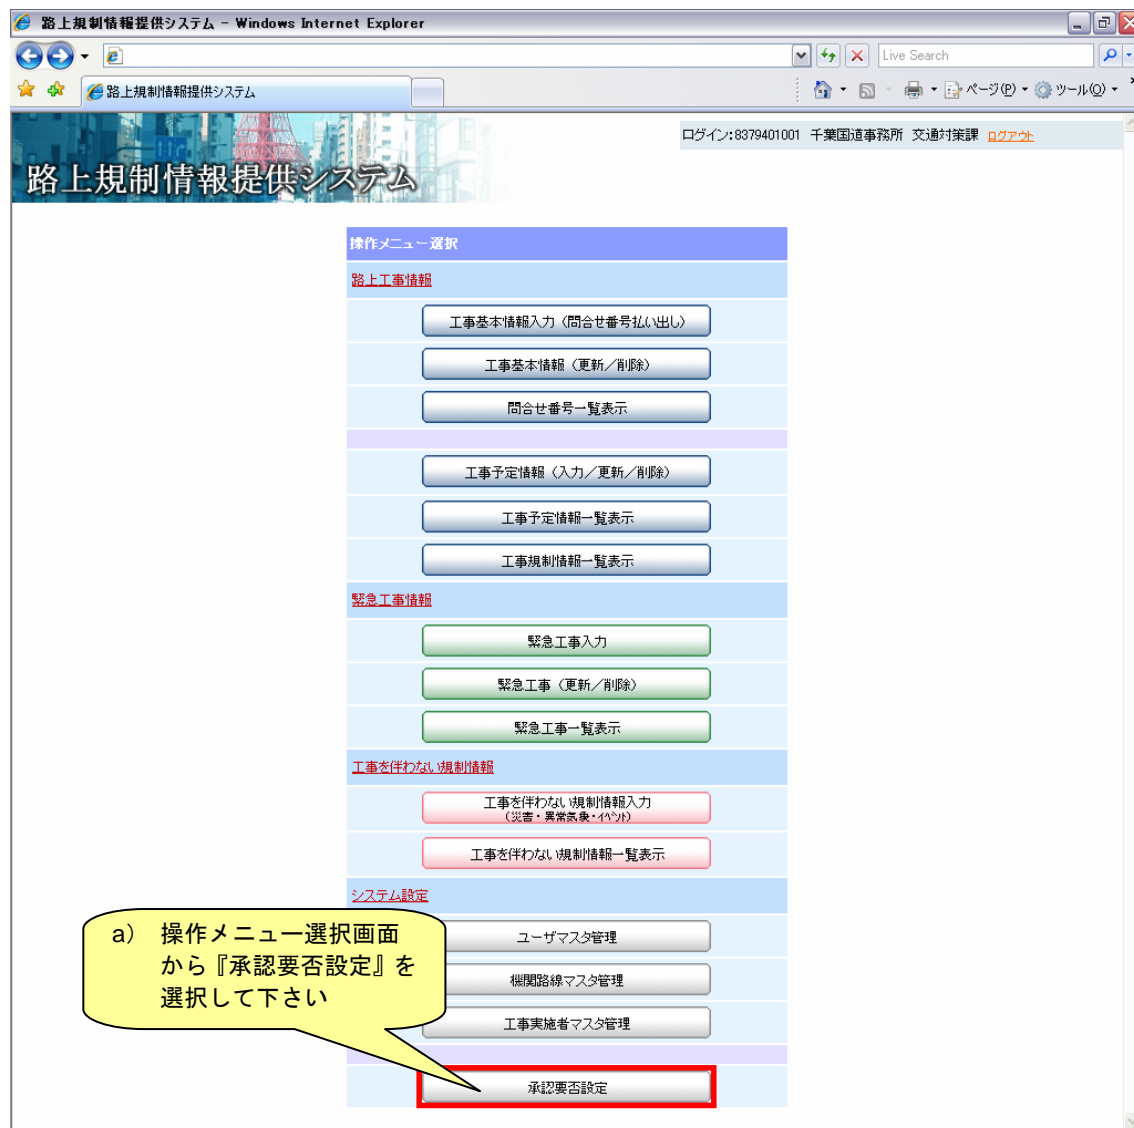 路上規制情報提供システム - Windows Internet Explorer
Live Search
路上規制情報提供システム
ページ(P)
ツール(O)
ログイン:8379401001 千葉国道事務所 交通対策課 ログアウト
路上規制情報提供システム
操作メニュー選択
路上工事情報
工事基本情報入力（問合せ番号払い出し）
工事基本情報（更新／削除）
問合せ番号一覧表示
工事予定情報（入力／更新／削除）
工事予定情報一覧表示
工事規制情報一覧表示
緊急工事情報
緊急工事入力
緊急工事（更新／削除）
緊急工事一覧表示
工事を伴わない規制情報
工事を伴わない規制情報入力
（災害・異常気象・イベント）
工事を伴わない規制情報一覧表示
システム設定
ユーザマスタ管理
機関路線マスタ管理
工事実施者マスタ管理
承認要否設定
a) 操作メニュー選択画面
から『承認要否設定』を
選択して下さい